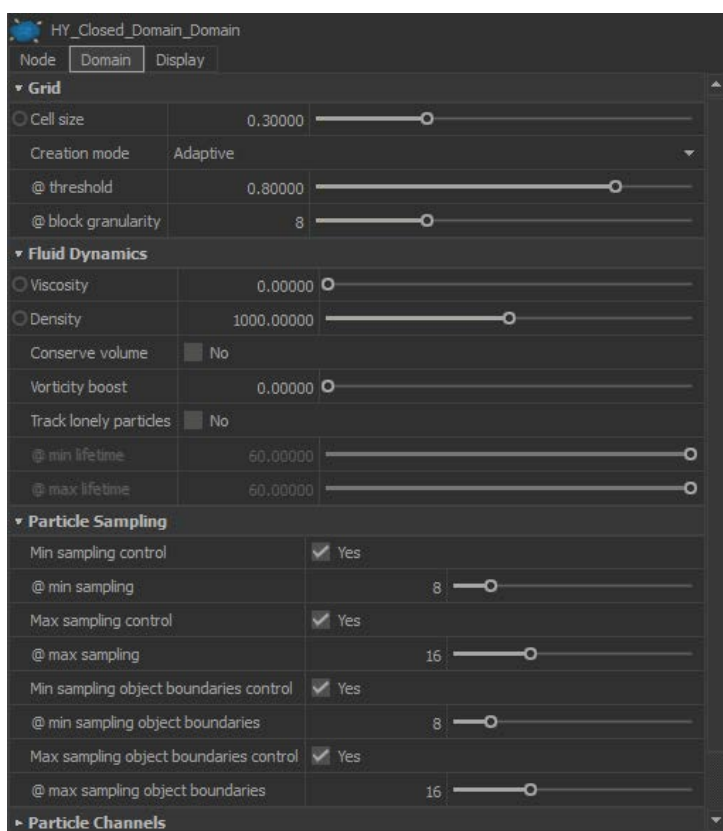 HY_Closed_Domain_Domain
Node Domain Display
Grid
Cell size 0.30000
Creation mode Adaptive
@ threshold 0.80000
@ block granularity 8
Fluid Dynamics
Viscosity 0.00000
Density 1000.00000
Conserve volume No
Vorticity boost 0.00000
Track lonely particles No
@ min lifetime 60.00000
@ max lifetime 60.00000
Particle Sampling
Min sampling control Yes
@ min sampling 8
Max sampling control Yes
@ max sampling 16
Min sampling object boundaries control Yes
@ min sampling object boundaries 8
Max sampling object boundaries control Yes
@ max sampling object boundaries 16
Particle Channels